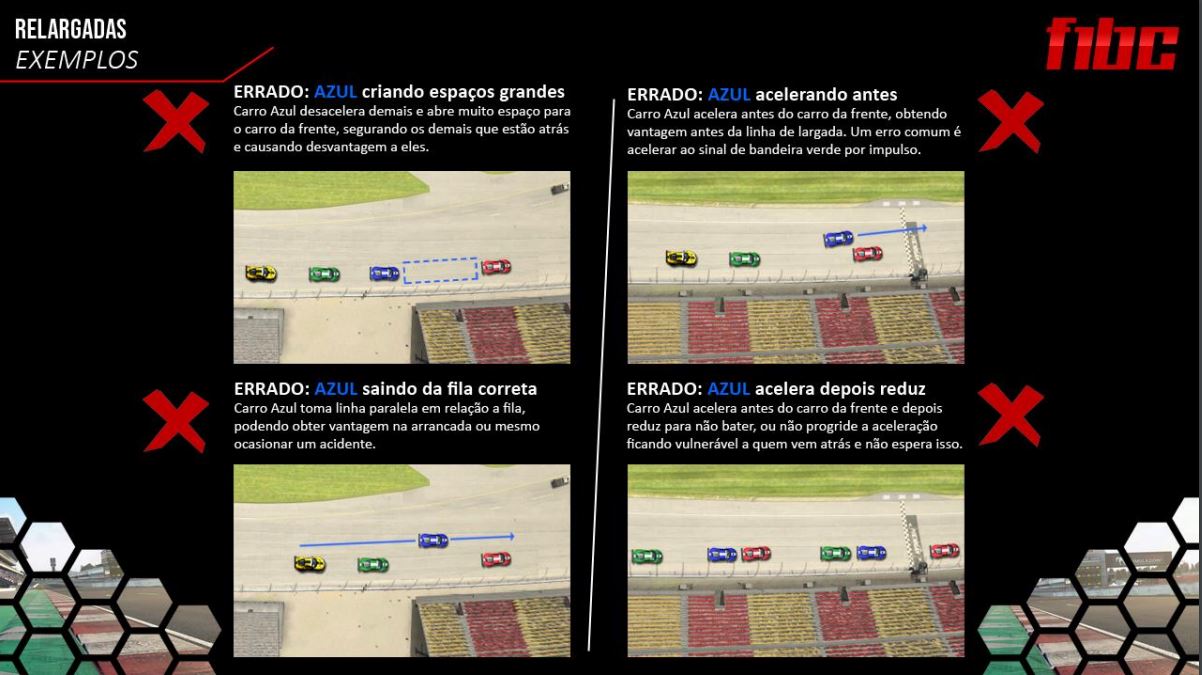 RELARGADAS
EXEMPLOS
f1bc
ERRADO: AZUL criando espaços grandes
Carro Azul desacelera demais e abre muito espaço para
o carro da frente, segurando os demais que estão atrás
e causando desvantagem a eles.
ERRADO: AZUL acelerando antes
Carro Azul acelera antes do carro da frente, obtendo
vantagem antes da linha de largada. Um erro comum é
acelerar ao sinal de bandeira verde por impulso.
ERRADO: AZUL saindo da fila correta
Carro Azul toma linha paralela em relação a fila,
podendo obter vantagem na arrancada ou mesmo
ocasionar um acidente.
ERRADO: AZUL acelera depois reduz
Carro Azul acelera antes do carro da frente e depois
reduz para não bater, ou não progride a aceleração
ficando vulnerável a quem vem atrás e não espera isso.